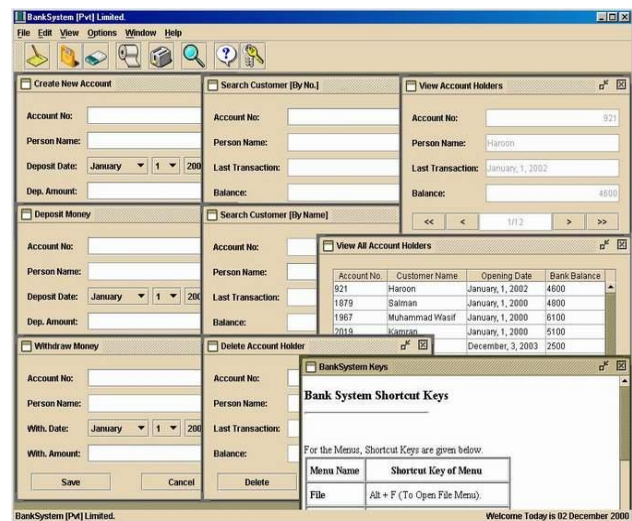 BankSystem [Pvt] Limited.
File Edit View Options Window Help
Create New Account
Account No:
Person Name:
Deposit Date: January 1 200
Dep. Amount:
Search Customer [By No.]
Account No:
Person Name:
Last Transaction:
Balance:
View Account Holders
Account No: 921
Person Name: Haroon
Last Transaction: January, 1, 2002
Balance: 4600
<< < 1/12 > >>
Deposit Money
Account No:
Person Name:
Deposit Date: January 1 200
Dep. Amount:
Search Customer [By Name]
Account No:
Person Name:
Last Transaction:
Balance:
View All Account Holders
Account No. Customer Name Opening Date Bank Balance
921 Haroon January, 1, 2002 4600
1879 Salman January, 1, 2000 4800
1967 Muhammad Wasif January, 1, 2000 6100
2019 Kamran January, 1, 2000 5100
December, 3, 2003 2500
Withdraw Money
Account No:
Person Name:
With. Date: January 1 200
With. Amount:
Save Cancel
Delete Account Holder
Account No:
Person Name:
Last Transaction:
Balance:
Delete
BankSystem Keys
Bank System Shortcut Keys
For the Menus, Shortcut Keys are given below.
Menu Name Shortcut Key of Menu
File Alt + F (To Open File Menu).
BankSystem [Pvt] Limited. Welcome Today is 02 December 2000